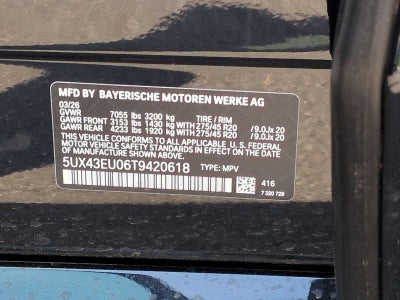 MFD BY BAYERISCHE MOTOREN WERKE AG
03/26
GVWR 7055 lbs 3200 kg TIRE / RIM
GAWR FRONT 3153 lbs 1430 kg WITH 275/45 R20 / 9.0Jx 20
GAWR REAR 4233 lbs 1920 kg WITH 275/45 R20 / 9.0Jx 20
THIS VEHICLE CONFORMS TO ALL APPLICABLE U. S. FEDERAL
MOTOR VEHICLE SAFETY STANDARDS IN EFFECT ON THE DATE
OF MANUFACTURE SHOWN ABOVE.
5UX43EU06T9420618 TYPE: MPV
416
7 320 729